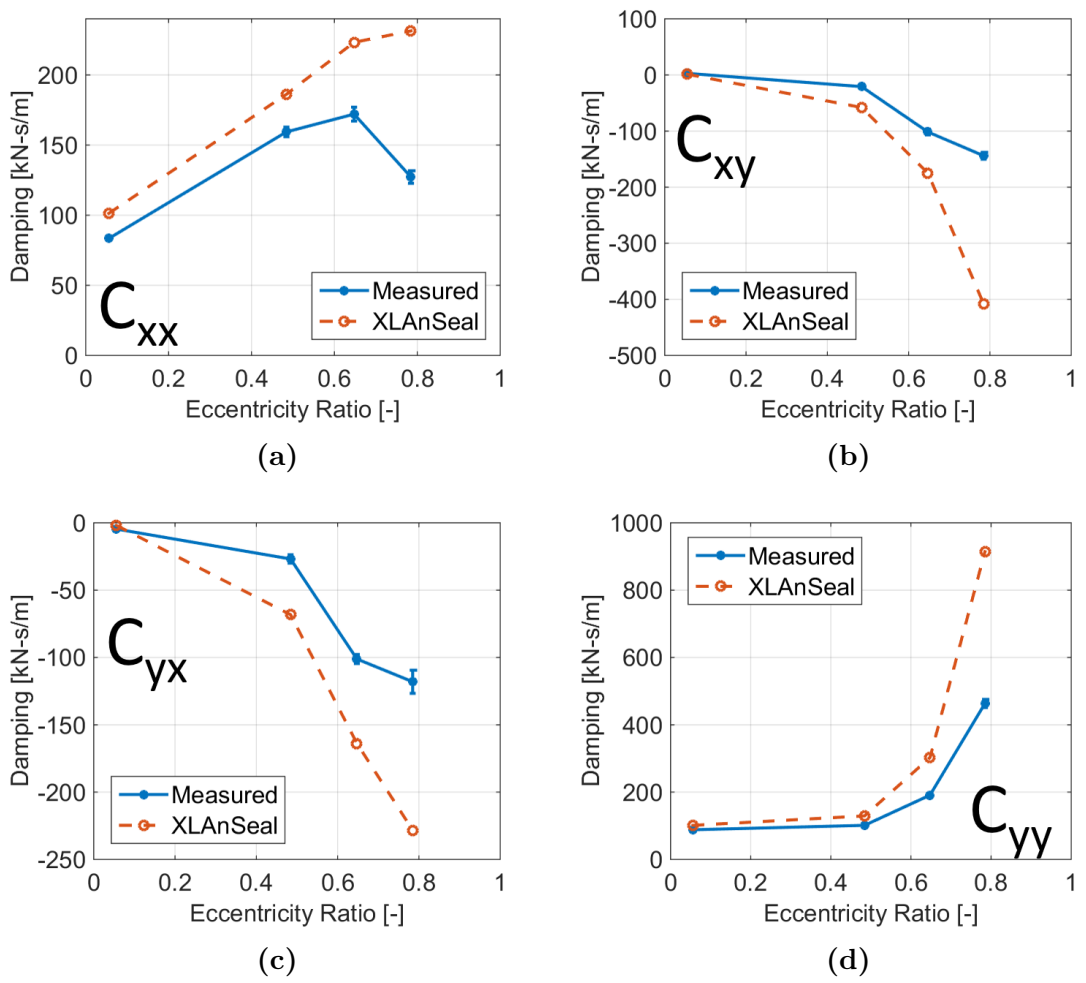 Damping [kN-s/m]
200
150
100
50
0
C_xx
Measured
XLAnSeal
0 0.2 0.4 0.6 0.8 1
Eccentricity Ratio [-]
(a)
Damping [kN-s/m]
100
0
-100
-200
-300
-400
-500
C_xy
Measured
XLAnSeal
0 0.2 0.4 0.6 0.8 1
Eccentricity Ratio [-]
(b)
Damping [kN-s/m]
0
-50
-100
-150
-200
-250
C_yx
Measured
XLAnSeal
0 0.2 0.4 0.6 0.8 1
Eccentricity Ratio [-]
(c)
Damping [kN-s/m]
1000
800
600
400
200
0
Measured
XLAnSeal
C_yy
0 0.2 0.4 0.6 0.8 1
Eccentricity Ratio [-]
(d)